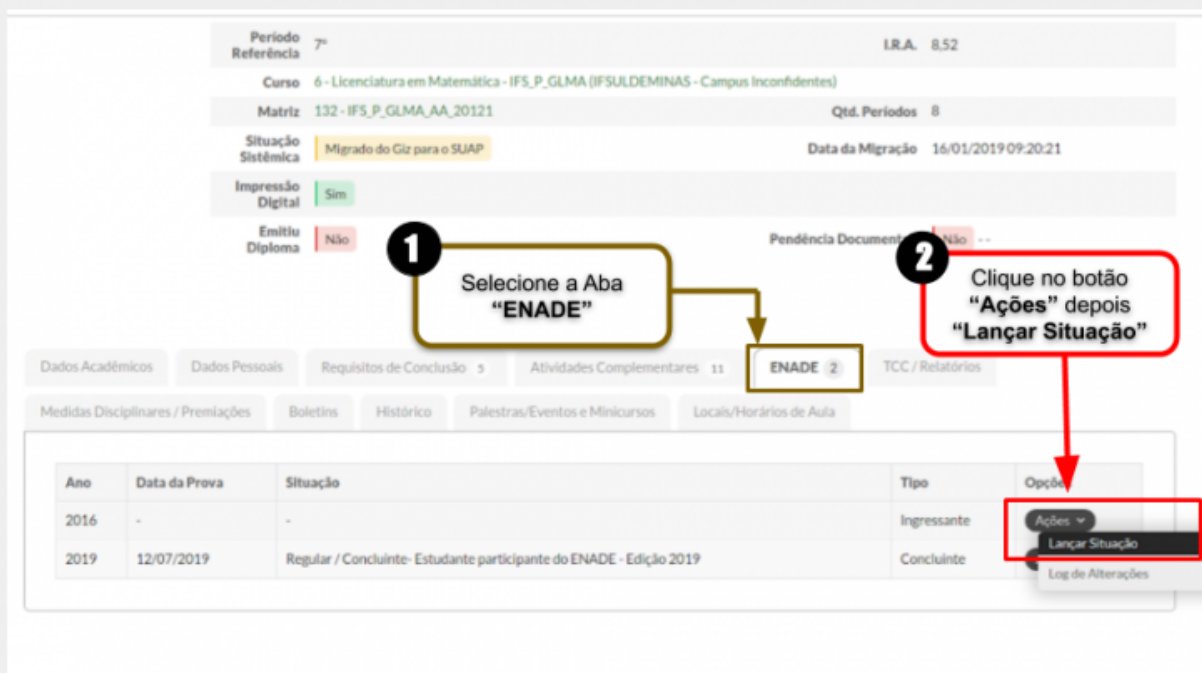 Período Referência 7º I.R.A. 8,52
Curso 6 - Licenciatura em Matemática - IFS_P_GLMA (IFSULDEMINAS - Campus Inconfidentes)
Matriz 132 - IFS_P_GLMA_AA_20121 Qtd. Períodos 8
Situação Sistêmica Migrado do Giz para o SUAP Data da Migração 16/01/2019 09:20:21
Impressão Digital Sim
Emitiu Diploma Não Pendência Document Não - -
1
Selecione a Aba
“ENADE”
2
Clique no botão
“Ações” depois
“Lançar Situação”
Dados Acadêmicos Dados Pessoais Requisitos de Conclusão 5 Atividades Complementares 11 ENADE 2 TCC / Relatórios
Medidas Disciplinares / Premiações Boletins Histórico Palestras/Eventos e Minicursos Locais/Horários de Aula
Ano Data da Prova Situação Tipo Opçõe
2016 - - Ingressante Ações
Lançar Situação
2019 12/07/2019 Regular / Concluinte- Estudante participante do ENADE - Edição 2019 Concluinte
Log de Alterações